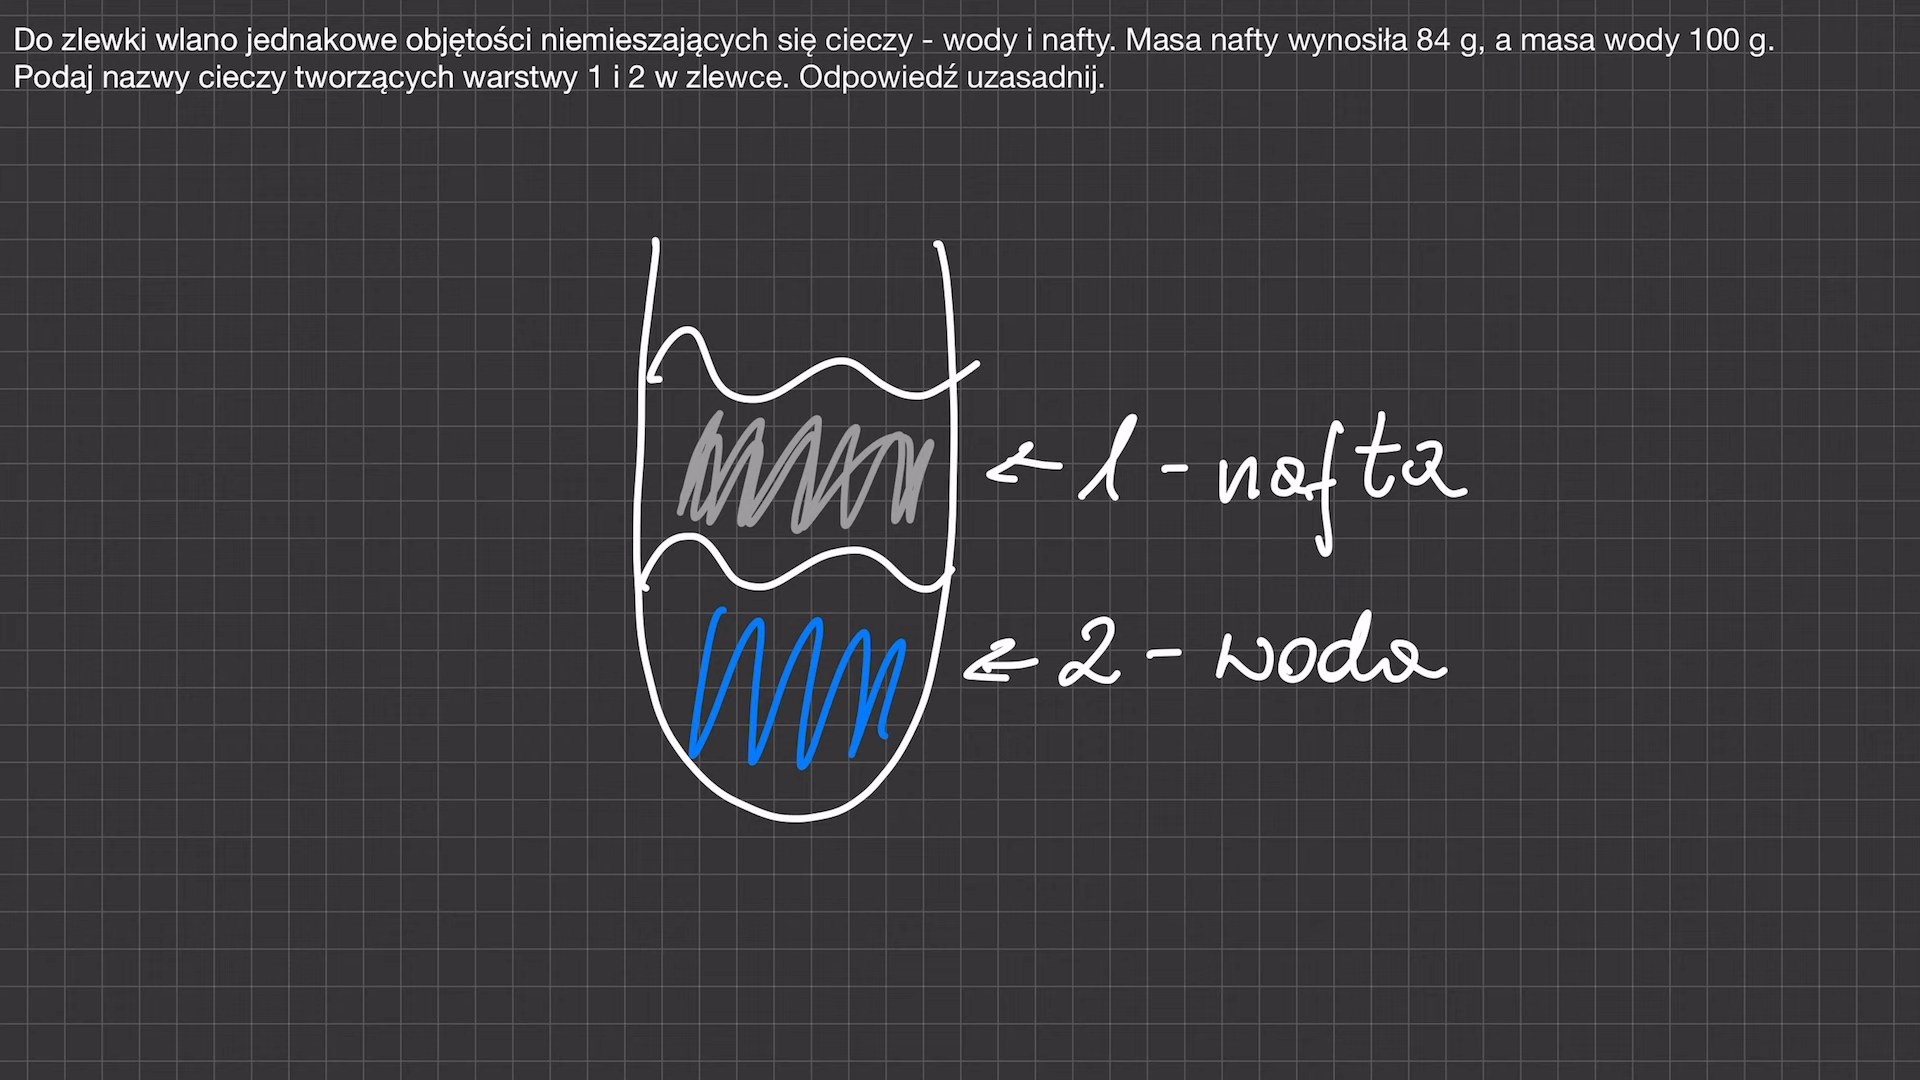 Do zlewki wlano jednakowe objętości niemieszających się cieczy - wody i nafty. Masa nafty wynosiła 84 g, a masa wody 100 g.
Podaj nazwy cieczy tworzących warstwy 1 i 2 w zlewce. Odpowiedź uzasadnij.
← 1 - nafta
← 2 - woda